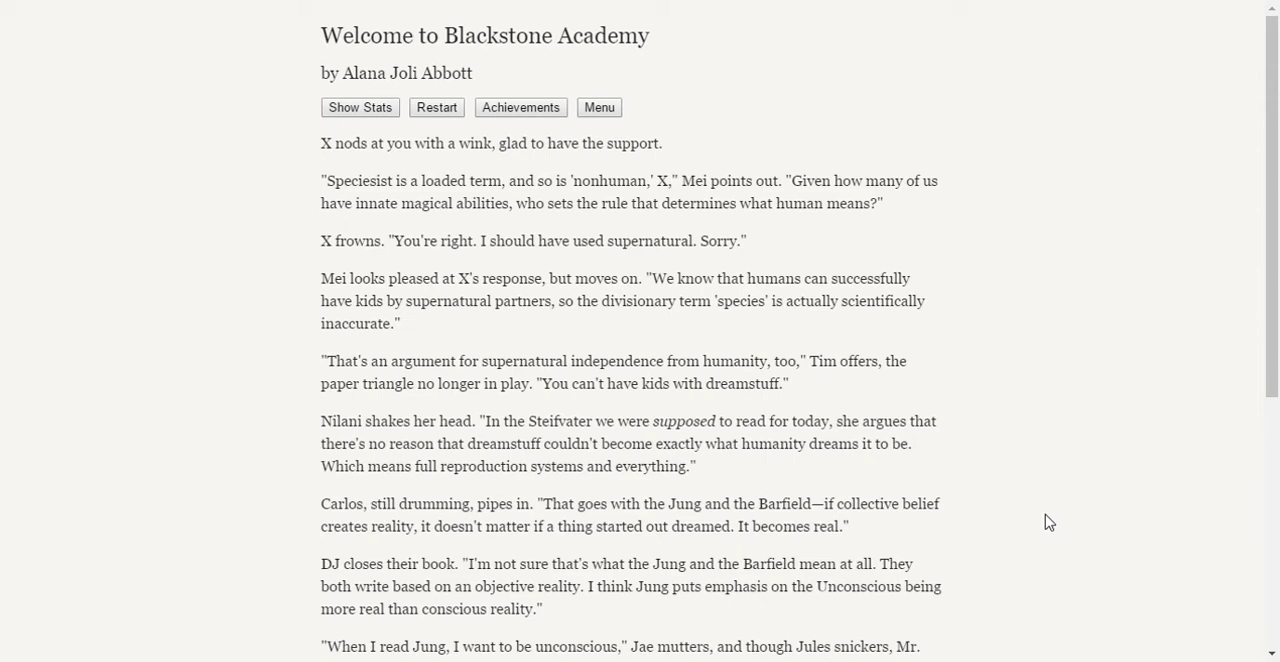 Welcome to Blackstone Academy
by Alana Joli Abbott
Show Stats Restart Achievements Menu
X nods at you with a wink, glad to have the support.
"Speciesist is a loaded term, and so is 'nonhuman,' X," Mei points out. "Given how many of us
have innate magical abilities, who sets the rule that determines what human means?"
X frowns. "You're right. I should have used supernatural. Sorry."
Mei looks pleased at X's response, but moves on. "We know that humans can successfully
have kids by supernatural partners, so the divisionary term 'species' is actually scientifically
inaccurate."
"That's an argument for supernatural independence from humanity, too," Tim offers, the
paper triangle no longer in play. "You can't have kids with dreamstuff."
Nilani shakes her head. "In the Steifvater we were supposed to read for today, she argues that
there's no reason that dreamstuff couldn't become exactly what humanity dreams it to be.
Which means full reproduction systems and everything."
Carlos, still drumming, pipes in. "That goes with the Jung and the Barfield—if collective belief
creates reality, it doesn't matter if a thing started out dreamed. It becomes real."
DJ closes their book. "I'm not sure that's what the Jung and the Barfield mean at all. They
both write based on an objective reality. I think Jung puts emphasis on the Unconscious being
more real than conscious reality."
"When I read Jung, I want to be unconscious," Jae mutters, and though Jules snickers, Mr.